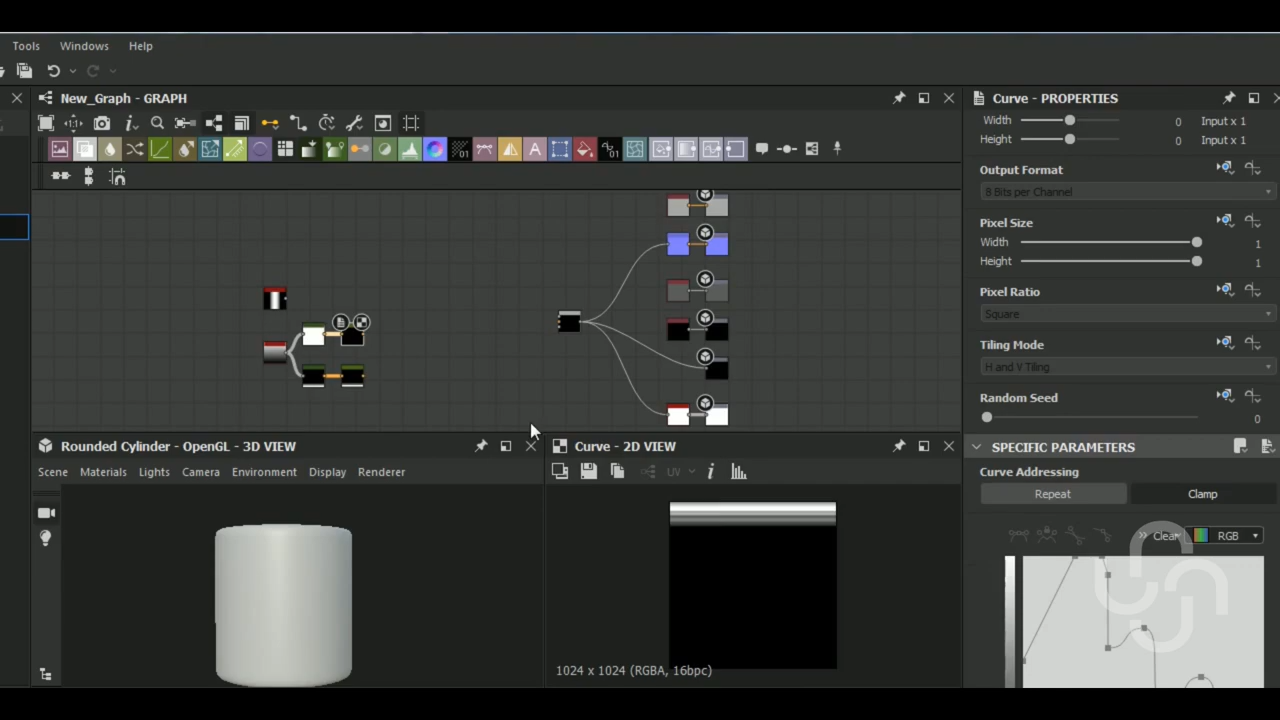 Tools Windows Help
New_Graph - GRAPH
Curve - PROPERTIES
Width 0 Input x 1
Height 0 Input x 1
Output Format
8 Bits per Channel
Pixel Size
Width 1
Height 1
Pixel Ratio
Square
Tiling Mode
H and V Tiling
Random Seed
0
SPECIFIC PARAMETERS
Curve Addressing
Repeat Clamp
Clear RGB
Rounded Cylinder - OpenGL - 3D VIEW
Scene Materials Lights Camera Environment Display Renderer
Curve - 2D VIEW
UV
1024 x 1024 (RGBA, 16bpc)